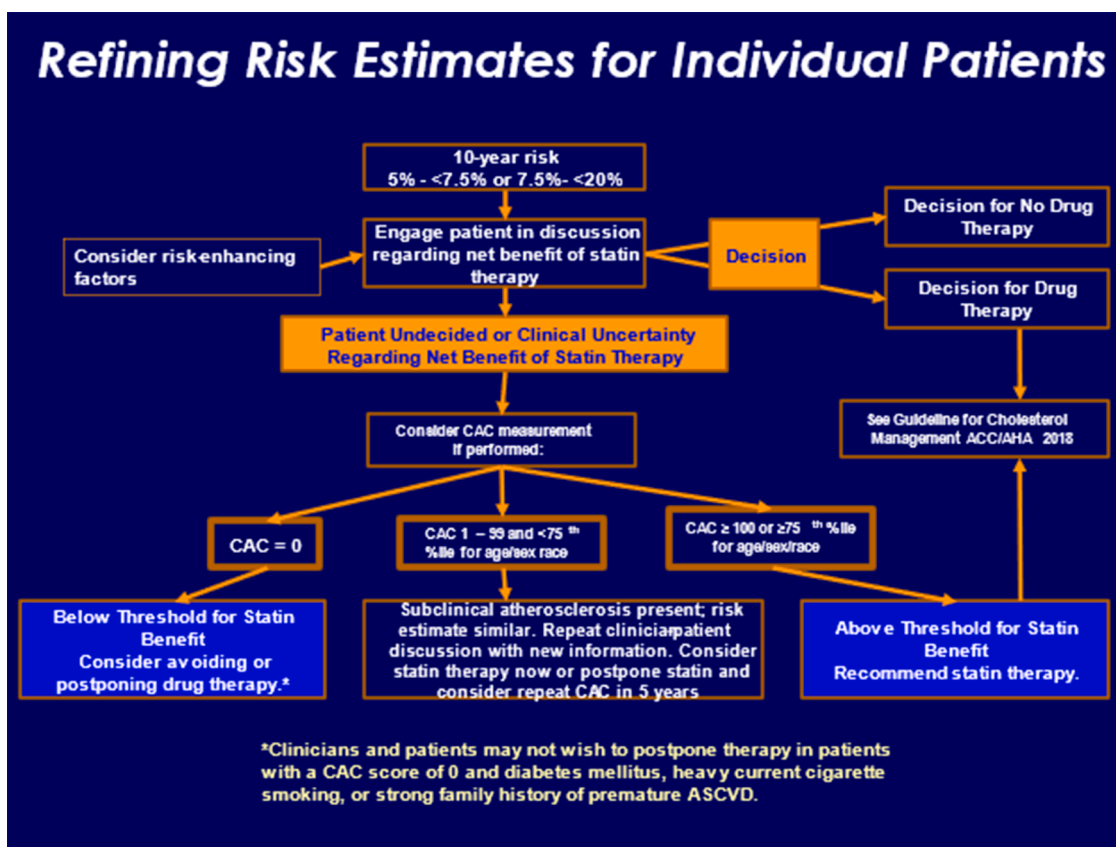 Refining Risk Estimates for Individual Patients
10-year risk
5% - <7.5% or 7.5%- <20%
Consider risk-enhancing
factors
Engage patient in discussion
regarding net benefit of statin
therapy
Decision
Decision for No Drug
Therapy
Decision for Drug
Therapy
Patient Undecided or Clinical Uncertainty
Regarding Net Benefit of Statin Therapy
Consider CAC measurement
If performed:
See Guideline for Cholesterol
Management ACC/AHA 2018
CAC = 0
CAC 1 – 99 and <75 th
%ile for age/sex race
CAC ≥ 100 or ≥75 th %ile
for age/sex/race
Below Threshold for Statin
Benefit
Consider avoiding or
postponing drug therapy.*
Subclinical atherosclerosis present; risk
estimate similar. Repeat clinician-patient
discussion with new information. Consider
statin therapy now or postpone statin and
consider repeat CAC in 5 years
Above Threshold for Statin
Benefit
Recommend statin therapy.
*Clinicians and patients may not wish to postpone therapy in patients
with a CAC score of 0 and diabetes mellitus, heavy current cigarette
smoking, or strong family history of premature ASCVD.